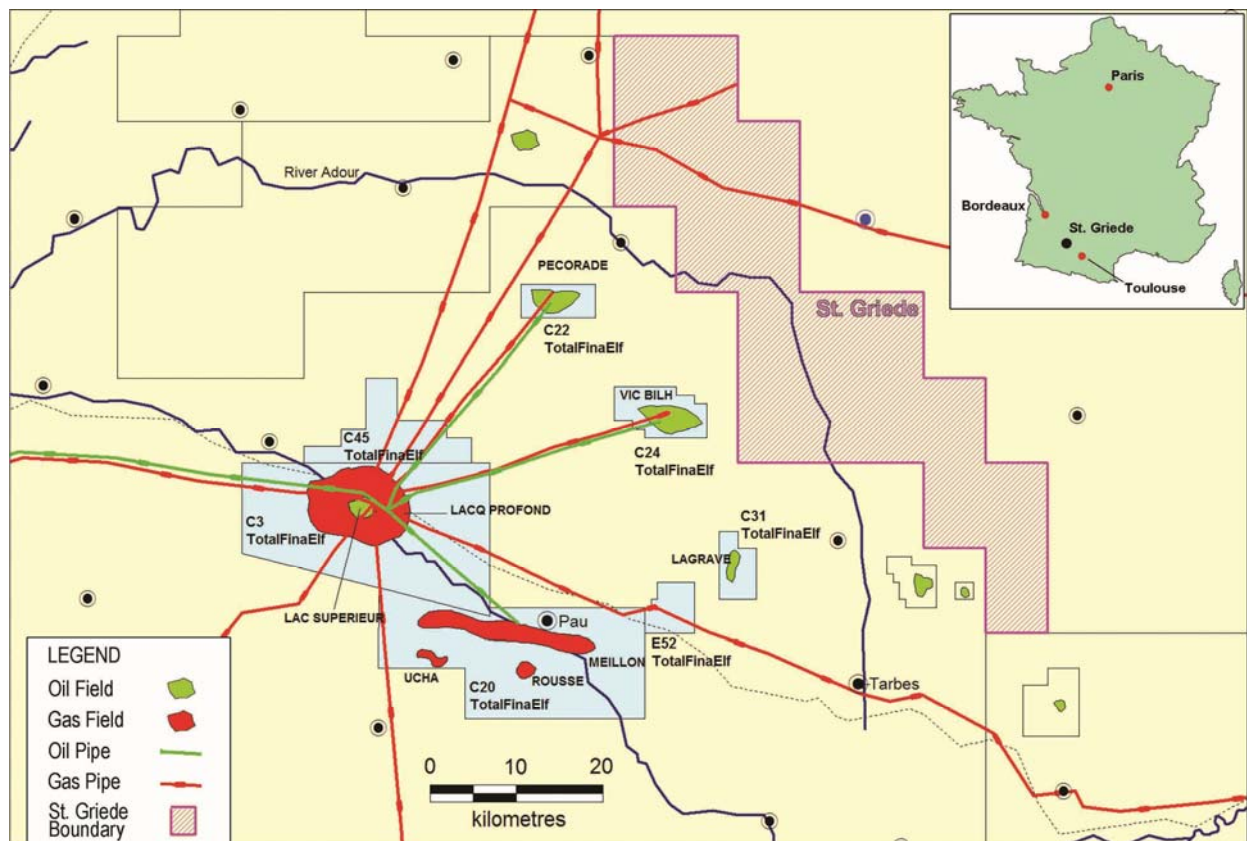 Paris
Bordeaux
St. Griede
Toulouse
River Adour
PECORADE
C22
TotalFinaElf
St. Griede
VIC BILH
C24
TotalFinaElf
C45
TotalFinaElf
C3
TotalFinaElf
LACQ PROFOND
C31
TotalFinaElf
LAGRAVE
LAC SUPERIEUR
Pau
E52
TotalFinaElf
MEILLON
UCHA
ROUSSE
C20
TotalFinaElf
Tarbes
LEGEND
Oil Field
Gas Field
Oil Pipe
Gas Pipe
St. Griede
Boundary
0 10 20
kilometres